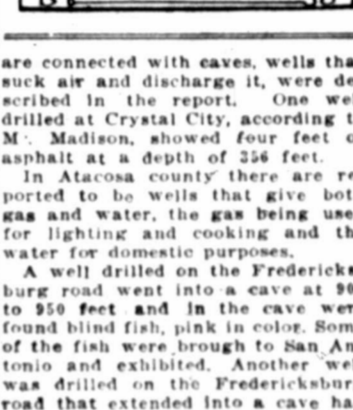 are connected with caves, wells tha
suck air and discharge it, were de
scribed in the report. One we
drilled at Crystal City, according t
M. Madison, showed four feet o
asphalt at a depth of 356 feet.
In Atacosa county there are re
ported to be wells that give bot
gas and water, the gas being use
for lighting and cooking and th
water for domestic purposes.
A well drilled on the Fredericks
burg road went into a cave at 90
to 950 feet and in the cave wer
found blind fish, pink in color. Som
of the fish were brough to San An
tonio and exhibited. Another we
was drilled on the Fredericksbur
road that extended into a cave ha